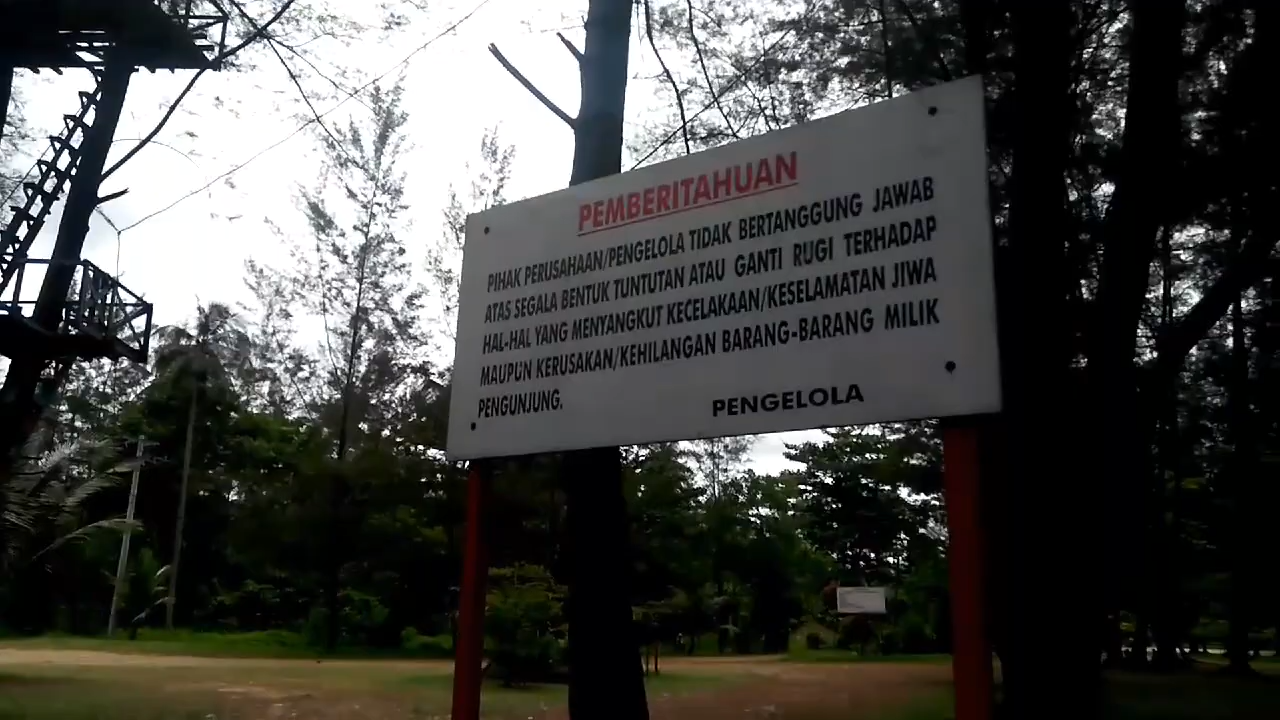 PEMBERITAHUAN
PIHAK PERUSAHAAN/PENGELOLA TIDAK BERTANGGUNG JAWAB
ATAS SEGALA BENTUK TUNTUTAN ATAU GANTI RUGI TERHADAP
HAL-HAL YANG MENYANGKUT KECELAKAAN/KESELAMATAN JIWA
MAUPUN KERUSAKAN/KEHILANGAN BARANG-BARANG MILIK
PENGUNJUNG.
PENGELOLA